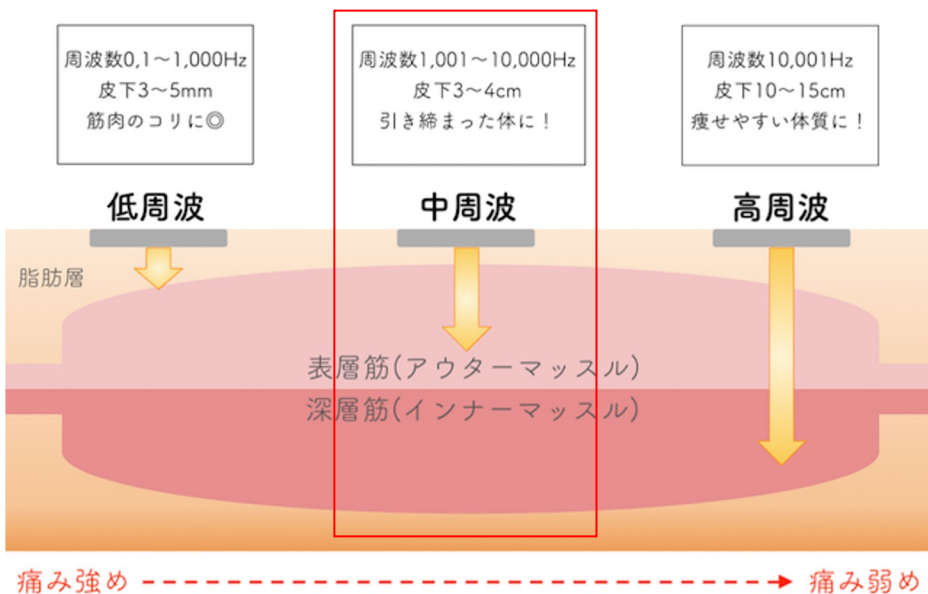 周波数0,1〜1,000Hz
皮下3〜5mm
筋肉のコリに◎
周波数1,001〜10,000Hz
皮下3〜4cm
引き締まった体に！
周波数10,001Hz
皮下10〜15cm
痩せやすい体質に！
低周波
中周波
高周波
脂肪層
表層筋(アウターマッスル)
深層筋(インナーマッスル)
痛み強め
痛み弱め